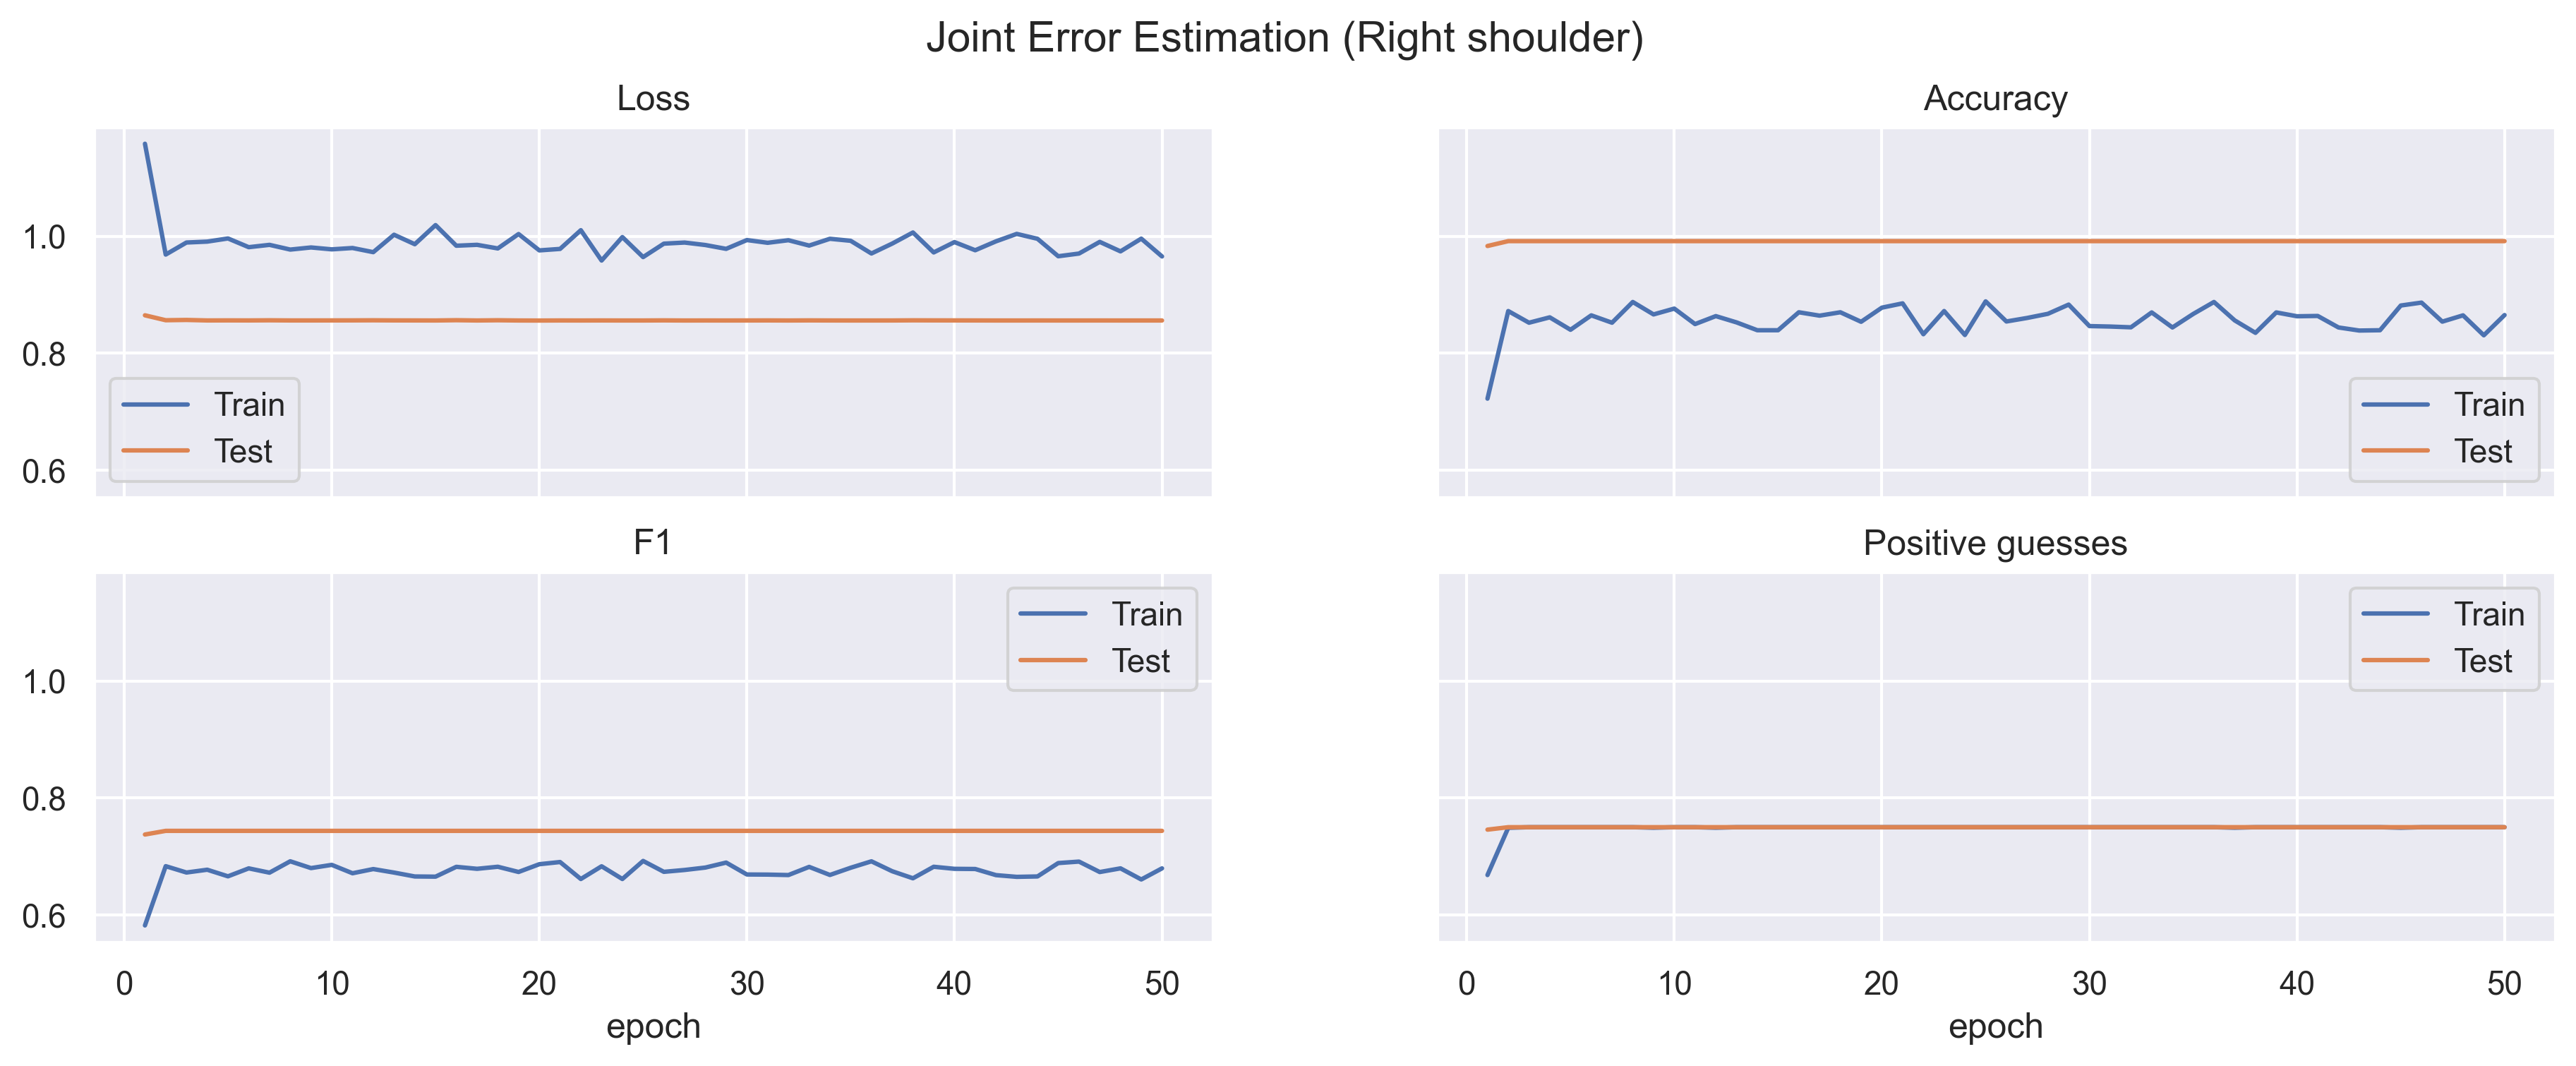 Joint Error Estimation (Right shoulder)
Loss
1.0
0.8
0.6
Train
Test
Accuracy
Train
Test
F1
1.0
0.8
0.6
Train
Test
0 10 20 30 40 50
epoch
Positive guesses
Train
Test
0 10 20 30 40 50
epoch